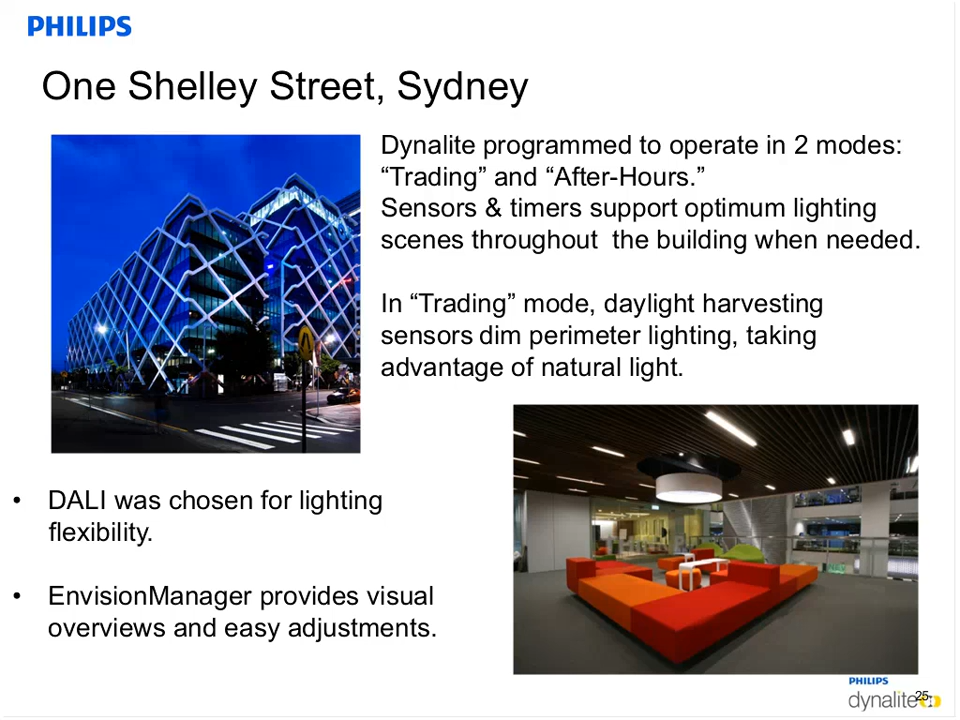 PHILIPS
One Shelley Street, Sydney
Dynalite programmed to operate in 2 modes:
“Trading” and “After-Hours.”
Sensors & timers support optimum lighting
scenes throughout  the building when needed.
In “Trading” mode, daylight harvesting
sensors dim perimeter lighting, taking
advantage of natural light.
• DALI was chosen for lighting
flexibility.
• EnvisionManager provides visual
overviews and easy adjustments.
PHILIPS
dynalite
25